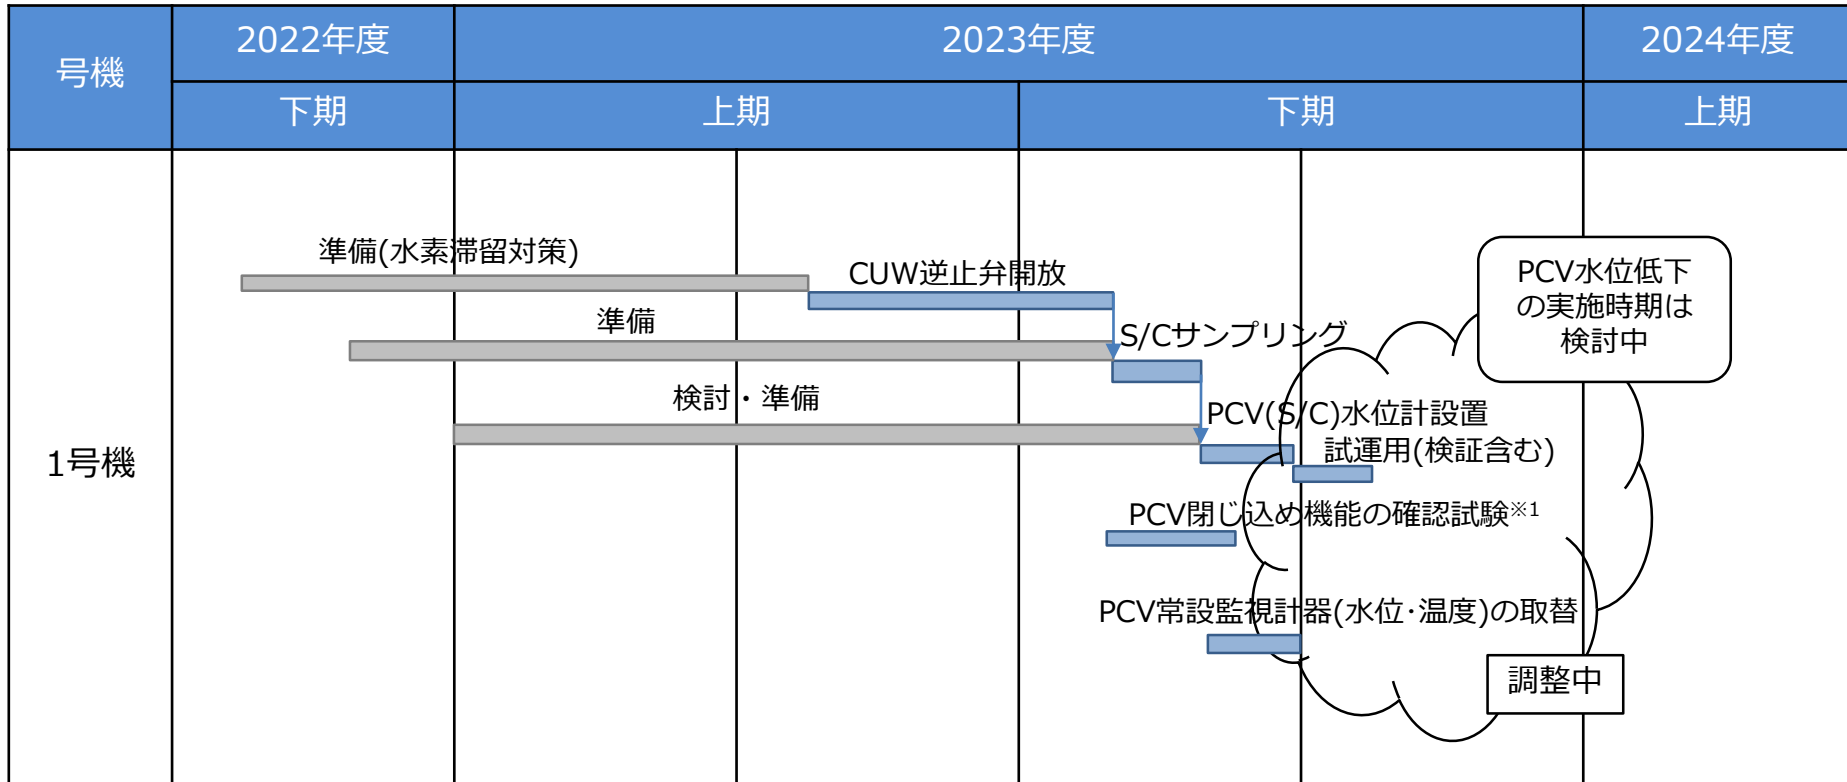 号機
2022年度
2023年度
2024年度
下期
上期
下期
上期
1号機
準備(水素滞留対策)
CUW逆止弁開放
準備
S/Cサンプリング
検討・準備
PCV(S/C)水位計設置
試運用(検証含む)
PCV閉じ込め機能の確認試験※1
PCV常設監視計器(水位・温度)の取替
PCV水位低下
の実施時期は
検討中
調整中